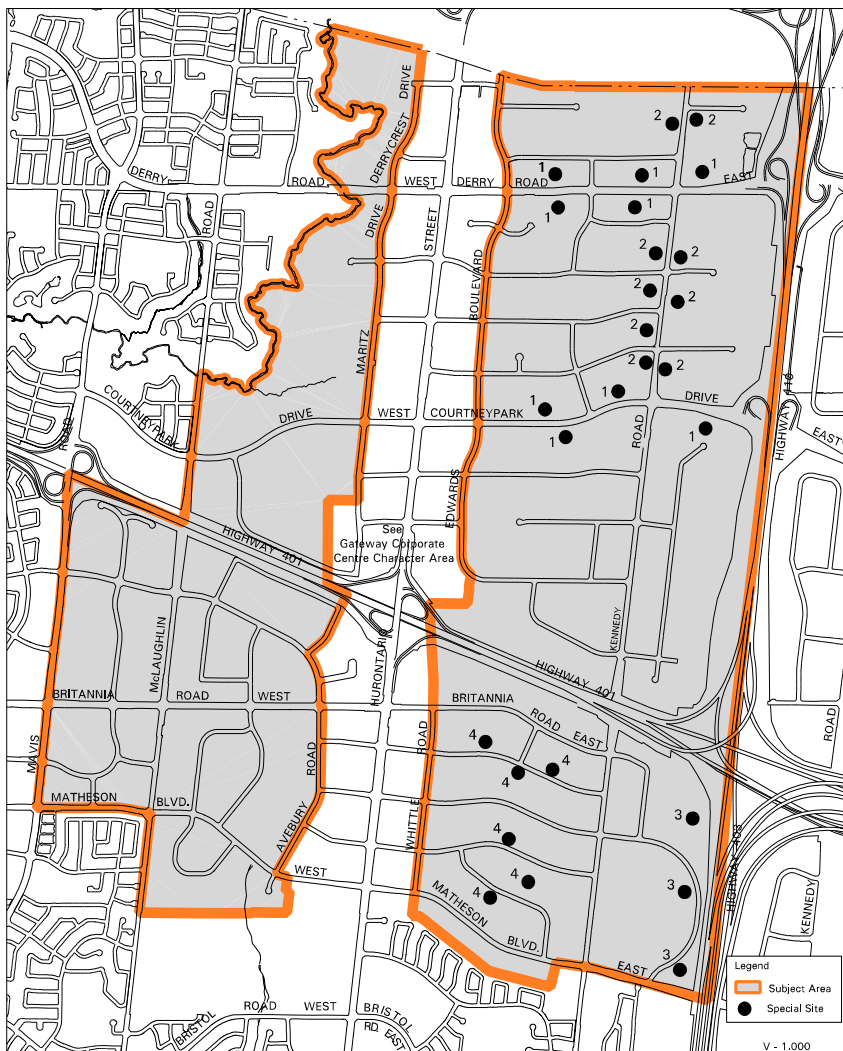 DRIVE
DERRYCREST
2
2
DERRY
ROAD
WEST
DERRY
ROAD
EAST
1
1
1
1
1
ROAD
DRIVE
STREET
BOULEVARD
2
2
2
2
2
2
2
MARITZ
HIGHWAY 410
COURTNEYPARK
DRIVE
WEST
COURTNEYPARK
DRIVE
1
1
1
1
ROAD
ROAD
EAST
EDWARDS
See
Gateway Corporate
Centre Character Area
HIGHWAY 401
McLAUGHLIN
HURONTARIO
KENNEDY
HIGHWAY 401
BRITANNIA
ROAD
WEST
BRITANNIA
ROAD
EAST
ROAD
MAVIS
ROAD
ROAD
4
4
4
MATHESON
BLVD.
AVEBURY
WHITTLE
3
4
HIGHWAY 403
WEST
4
4
MATHESON
BLVD.
EAST
3
3
KENNEDY
Legend
Subject Area
Special Site
BRISTOL
ROAD
WEST
BRISTOL
RD EAST
V - 1.000